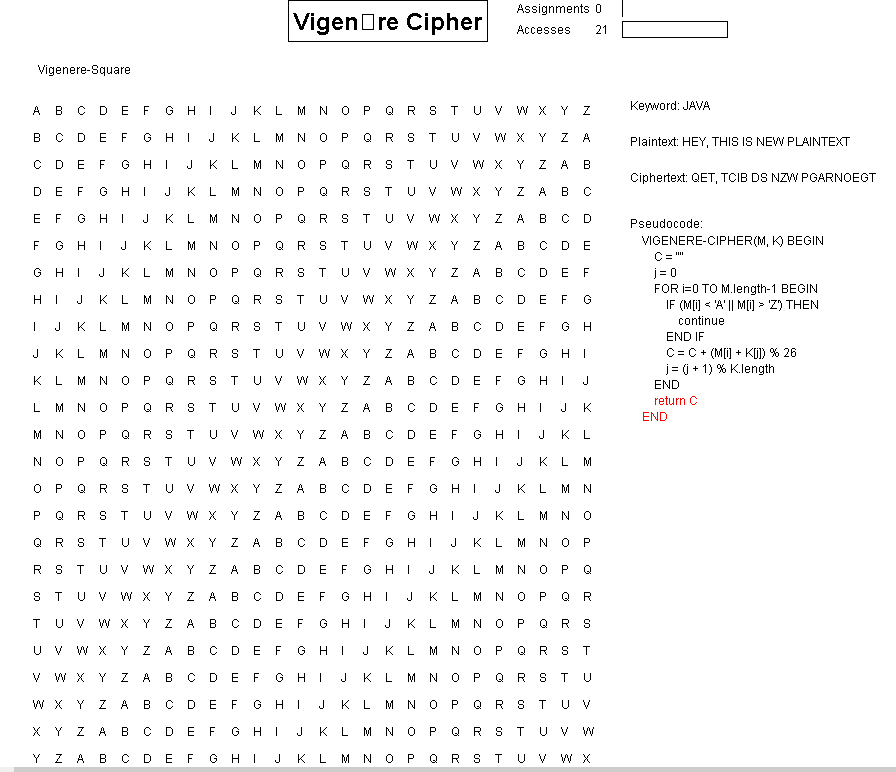 Vigen□re Cipher
Assignments 0
Accesses 21
Vigenere-Square
A B C D E F G H I J K L M N O P Q R S T U V W X Y Z
B C D E F G H I J K L M N O P Q R S T U V W X Y Z A
C D E F G H I J K L M N O P Q R S T U V W X Y Z A B
D E F G H I J K L M N O P Q R S T U V W X Y Z A B C
E F G H I J K L M N O P Q R S T U V W X Y Z A B C D
F G H I J K L M N O P Q R S T U V W X Y Z A B C D E
G H I J K L M N O P Q R S T U V W X Y Z A B C D E F
H I J K L M N O P Q R S T U V W X Y Z A B C D E F G
I J K L M N O P Q R S T U V W X Y Z A B C D E F G H
J K L M N O P Q R S T U V W X Y Z A B C D E F G H I
K L M N O P Q R S T U V W X Y Z A B C D E F G H I J
L M N O P Q R S T U V W X Y Z A B C D E F G H I J K
M N O P Q R S T U V W X Y Z A B C D E F G H I J K L
N O P Q R S T U V W X Y Z A B C D E F G H I J K L M
O P Q R S T U V W X Y Z A B C D E F G H I J K L M N
P Q R S T U V W X Y Z A B C D E F G H I J K L M N O
Q R S T U V W X Y Z A B C D E F G H I J K L M N O P
R S T U V W X Y Z A B C D E F G H I J K L M N O P Q
S T U V W X Y Z A B C D E F G H I J K L M N O P Q R
T U V W X Y Z A B C D E F G H I J K L M N O P Q R S
U V W X Y Z A B C D E F G H I J K L M N O P Q R S T
V W X Y Z A B C D E F G H I J K L M N O P Q R S T U
W X Y Z A B C D E F G H I J K L M N O P Q R S T U V
X Y Z A B C D E F G H I J K L M N O P Q R S T U V W
Y Z A B C D E F G H I J K L M N O P Q R S T U V W X
Keyword: JAVA
Plaintext: HEY, THIS IS NEW PLAINTEXT
Ciphertext: QET, TCIB DS NZW PGARNOEGT
Pseudocode:
VIGENERE-CIPHER(M, K) BEGIN
C = ""
j = 0
FOR i=0 TO M.length-1 BEGIN
IF (M[i] < 'A' || M[i] > 'Z') THEN
continue
END IF
C = C + (M[i] + K[j]) % 26
j = (j + 1) % K.length
END
return C
END